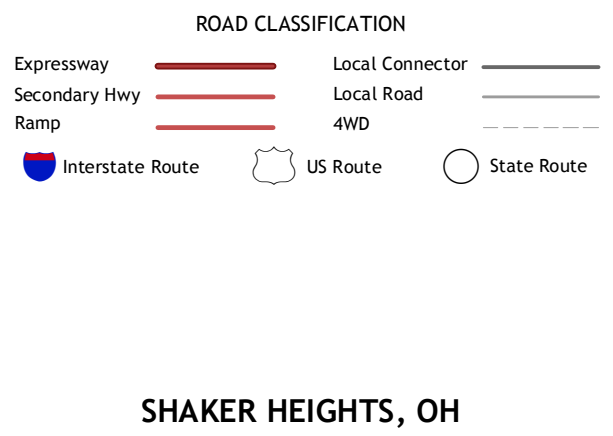 ROAD CLASSIFICATION
Expressway
Local Connector
Secondary Hwy
Local Road
Ramp
4WD
Interstate Route
US Route
State Route
SHAKER HEIGHTS, OH